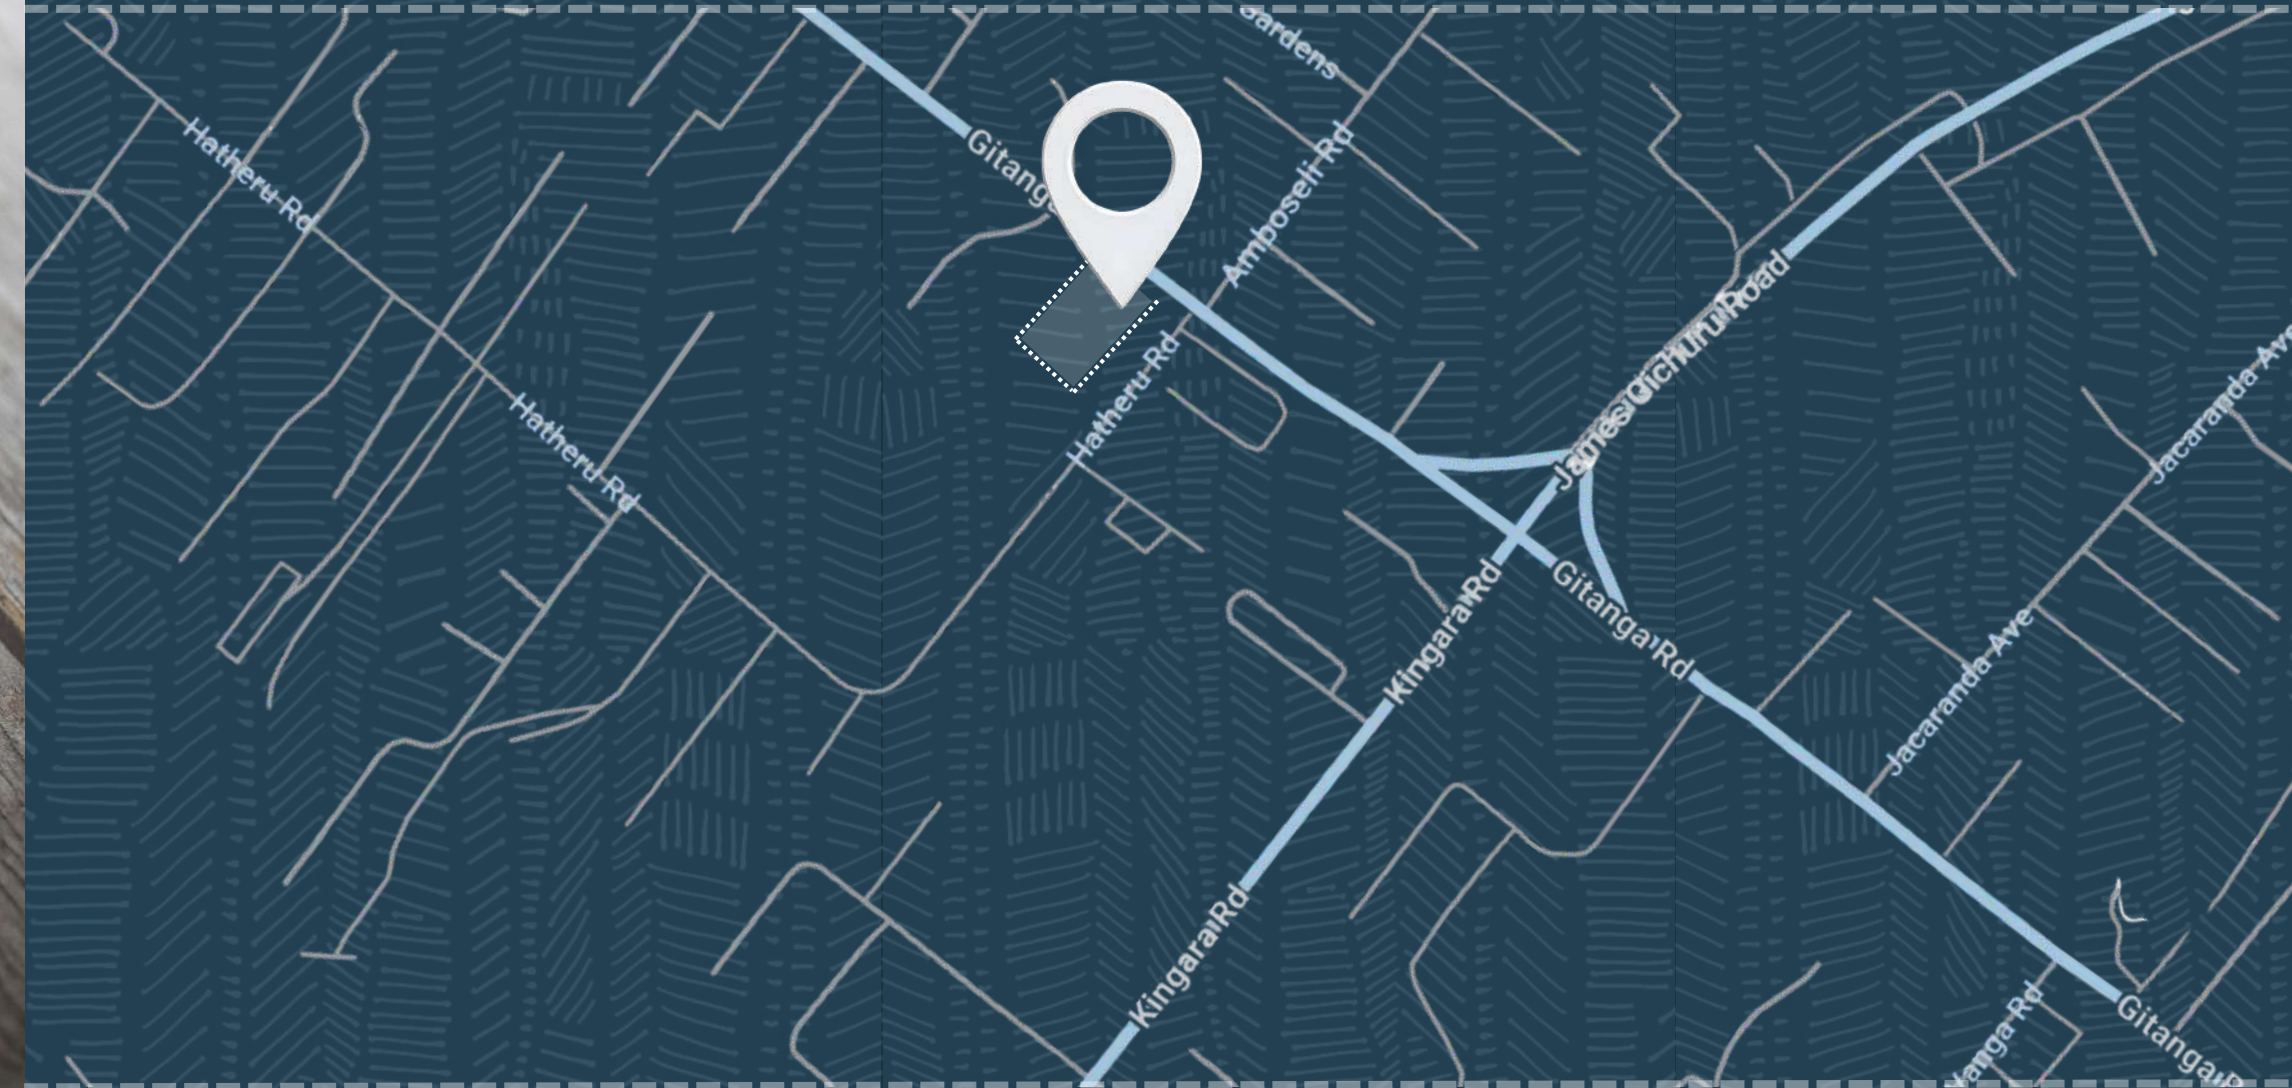 Gardens
Hatheru Rd
Gitanga
Amboseli Rd
James Gichuru Road
Hatheru Rd
Hatheru Rd
Jacaranda Ave
Kingara Rd
Gitanga Rd
Jacaranda Ave
Kingara Rd
Gitanga R